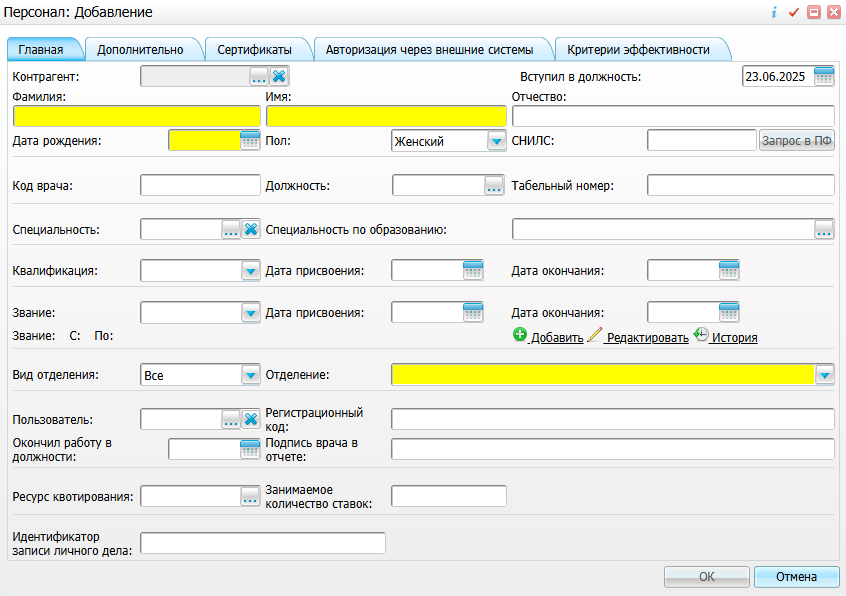 Персонал: Добавление
Главная Дополнительно Сертификаты Авторизация через внешние системы Критерии эффективности
Контрагент: ... Вступил в должность: 23.06.2025
Фамилия: Имя: Отчество:
Дата рождения: Пол: Женский СНИЛС: Запрос в ПФ
Код врача: Должность: ... Табельный номер:
Специальность: ... Специальность по образованию: ...
Квалификация: Дата присвоения: Дата окончания:
Звание: Дата присвоения: Дата окончания:
Звание: С: По: Добавить Редактировать История
Вид отделения: Все Отделение:
Пользователь: ... Регистрационный
код:
Окончил работу в Подпись врача в
должности: отчете:
Ресурс квотирования: ... Занимаемое
количество ставок:
Идентификатор
записи личного дела:
ОК Отмена